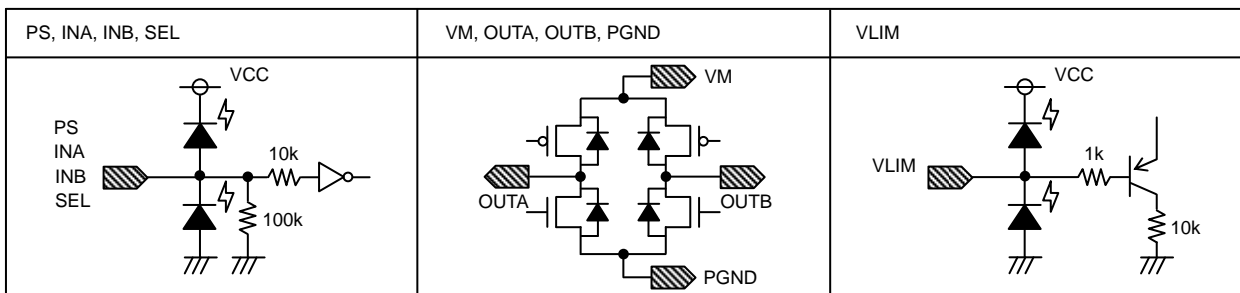 PS, INA, INB, SEL
VM, OUTA, OUTB, PGND
VLIM
VCC
PS
INA
INB
SEL
10k
100k
VM
OUTA
OUTB
PGND
VCC
VLIM
1k
10k